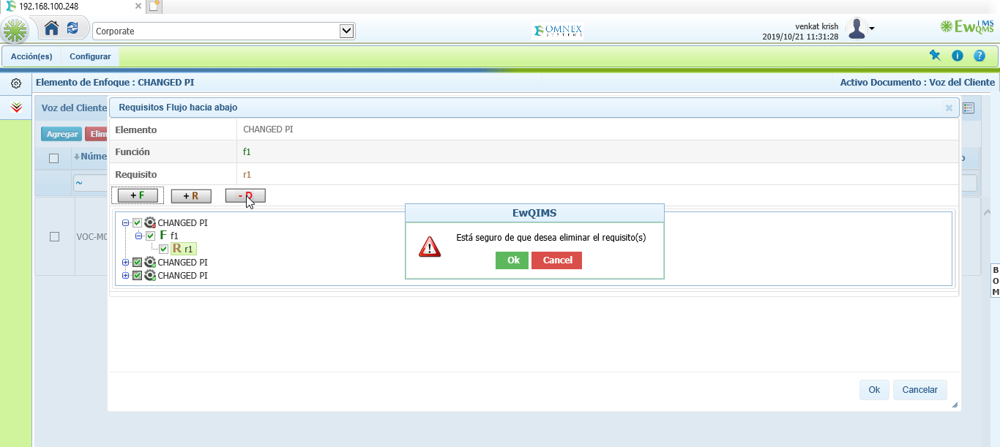 192.168.100.248
Corporate
OMNEX
SYSTEMS
venkat krish
2019/10/21 11:31:28
EwQIMS
Acción(es) Configurar
Elemento de Enfoque : CHANGED PI
Activo Documento : Voz del Cliente
Voz del Cliente
Requisitos Flujo hacia abajo
Agregar
Elim
Núme
Elemento
CHANGED PI
Función
f1
Requisito
r1
~
+ F
+ R
- D
CHANGED PI
F f1
R r1
CHANGED PI
CHANGED PI
VOC-M0
EwQIMS
Está seguro de que desea eliminar el requisito(s)
Ok Cancel
B
O
M
Ok Cancelar